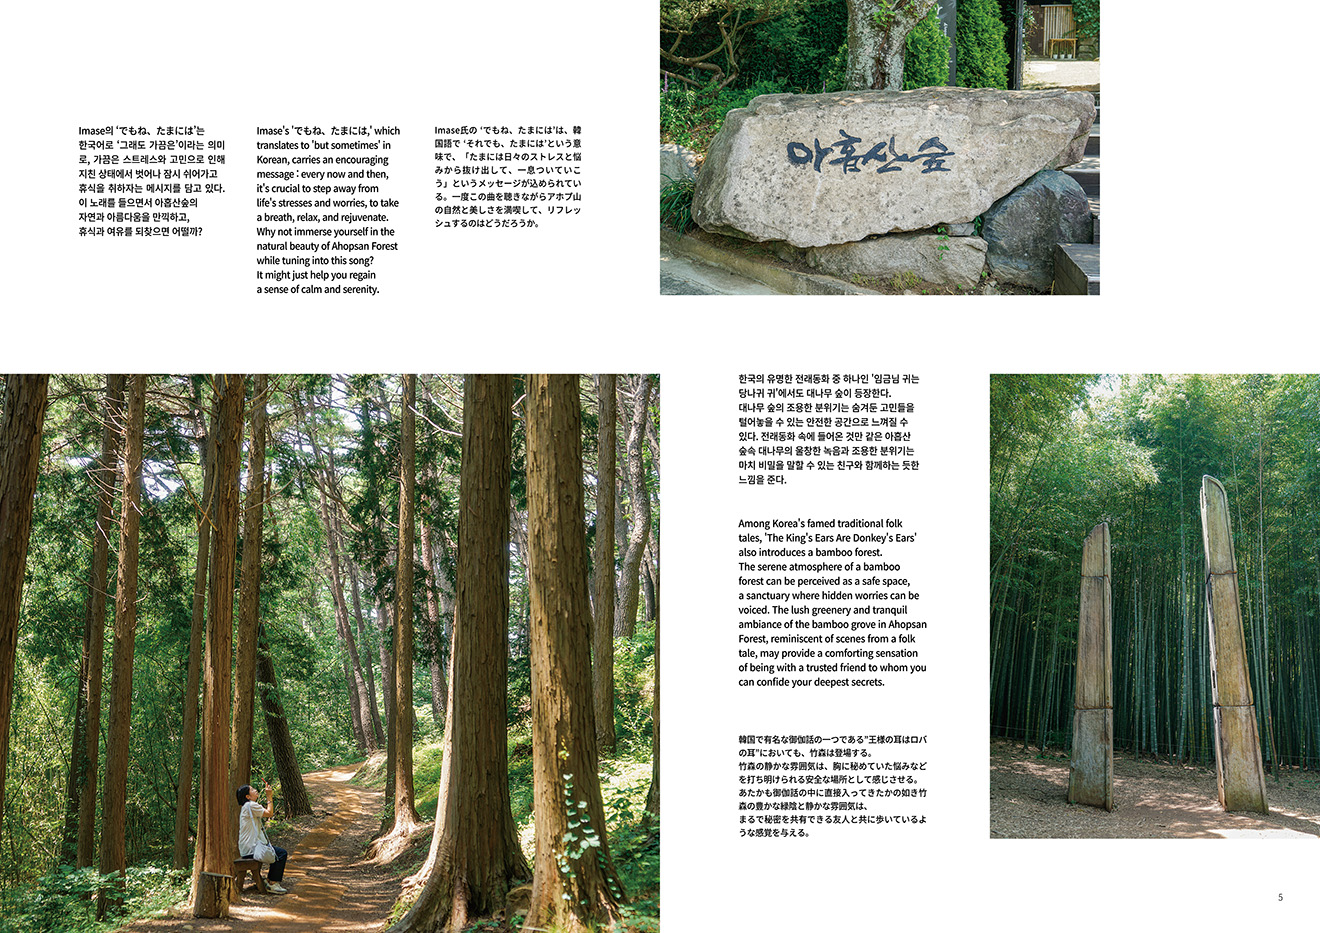 Imase의 ‘でもね、たまには’는
한국어로 ‘그래도 가끔은’이라는 의미
로, 가끔은 스트레스와 고민으로 인해
지친 상태에서 벗어나 잠시 쉬어가고
휴식을 취하자는 메시지를 담고 있다.
이 노래를 들으면서 아홉산숲의
자연과 아름다움을 만끽하고,
휴식과 여유를 되찾으면 어떨까?
Imase's 'でもね、たまには,' which
translates to 'but sometimes' in
Korean, carries an encouraging
message : every now and then,
it's crucial to step away from
life's stresses and worries, to take
a breath, relax, and rejuvenate.
Why not immerse yourself in the
natural beauty of Ahopsan Forest
while tuning into this song?
It might just help you regain
a sense of calm and serenity.
Imase氏の ‘でもね、たまには’は、韓
国語で ‘それでも、たまには’という意
味で、「たまには日々のストレスと悩
みから抜け出して、一息ついていこ
う」というメッセージが込められてい
る。一度この曲を聴きながらアホプ山
の自然と美しさを満喫して、リフレッ
シュするのはどうだろうか。
아홉산숲
한국의 유명한 전래동화 중 하나인 '임금님 귀는
당나귀 귀'에서도 대나무 숲이 등장한다.
대나무 숲의 조용한 분위기는 숨겨둔 고민들을
털어놓을 수 있는 안전한 공간으로 느껴질 수
있다. 전래동화 속에 들어온 것만 같은 아홉산
숲속 대나무의 울창한 녹음과 조용한 분위기는
마치 비밀을 말할 수 있는 친구와 함께하는 듯한
느낌을 준다.
Among Korea's famed traditional folk
tales, 'The King's Ears Are Donkey's Ears'
also introduces a bamboo forest.
The serene atmosphere of a bamboo
forest can be perceived as a safe space,
a sanctuary where hidden worries can be
voiced. The lush greenery and tranquil
ambiance of the bamboo grove in Ahopsan
Forest, reminiscent of scenes from a folk
tale, may provide a comforting sensation
of being with a trusted friend to whom you
can confide your deepest secrets.
韓国で有名な御伽話の一つである”王様の耳はロバ
の耳”においても、竹森は登場する。
竹森の静かな雰囲気は、胸に秘めていた悩みなど
を打ち明けられる安全な場所として感じさせる。
あたかも御伽話の中に直接入ってきたかの如き竹
森の豊かな緑陰と静かな雰囲気は、
まるで秘密を共有できる友人と共に歩いているよ
うな感覚を与える。
5